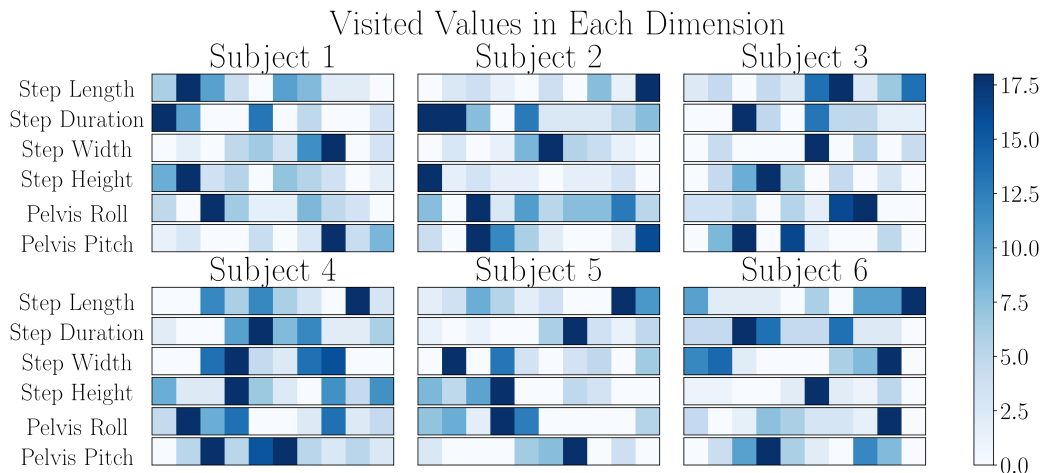 Visited Values in Each Dimension
Subject 1 Subject 2 Subject 3
Step Length
Step Duration
Step Width
Step Height
Pelvis Roll
Pelvis Pitch
Subject 4 Subject 5 Subject 6
Step Length
Step Duration
Step Width
Step Height
Pelvis Roll
Pelvis Pitch
17.5
15.0
12.5
10.0
7.5
5.0
2.5
0.0